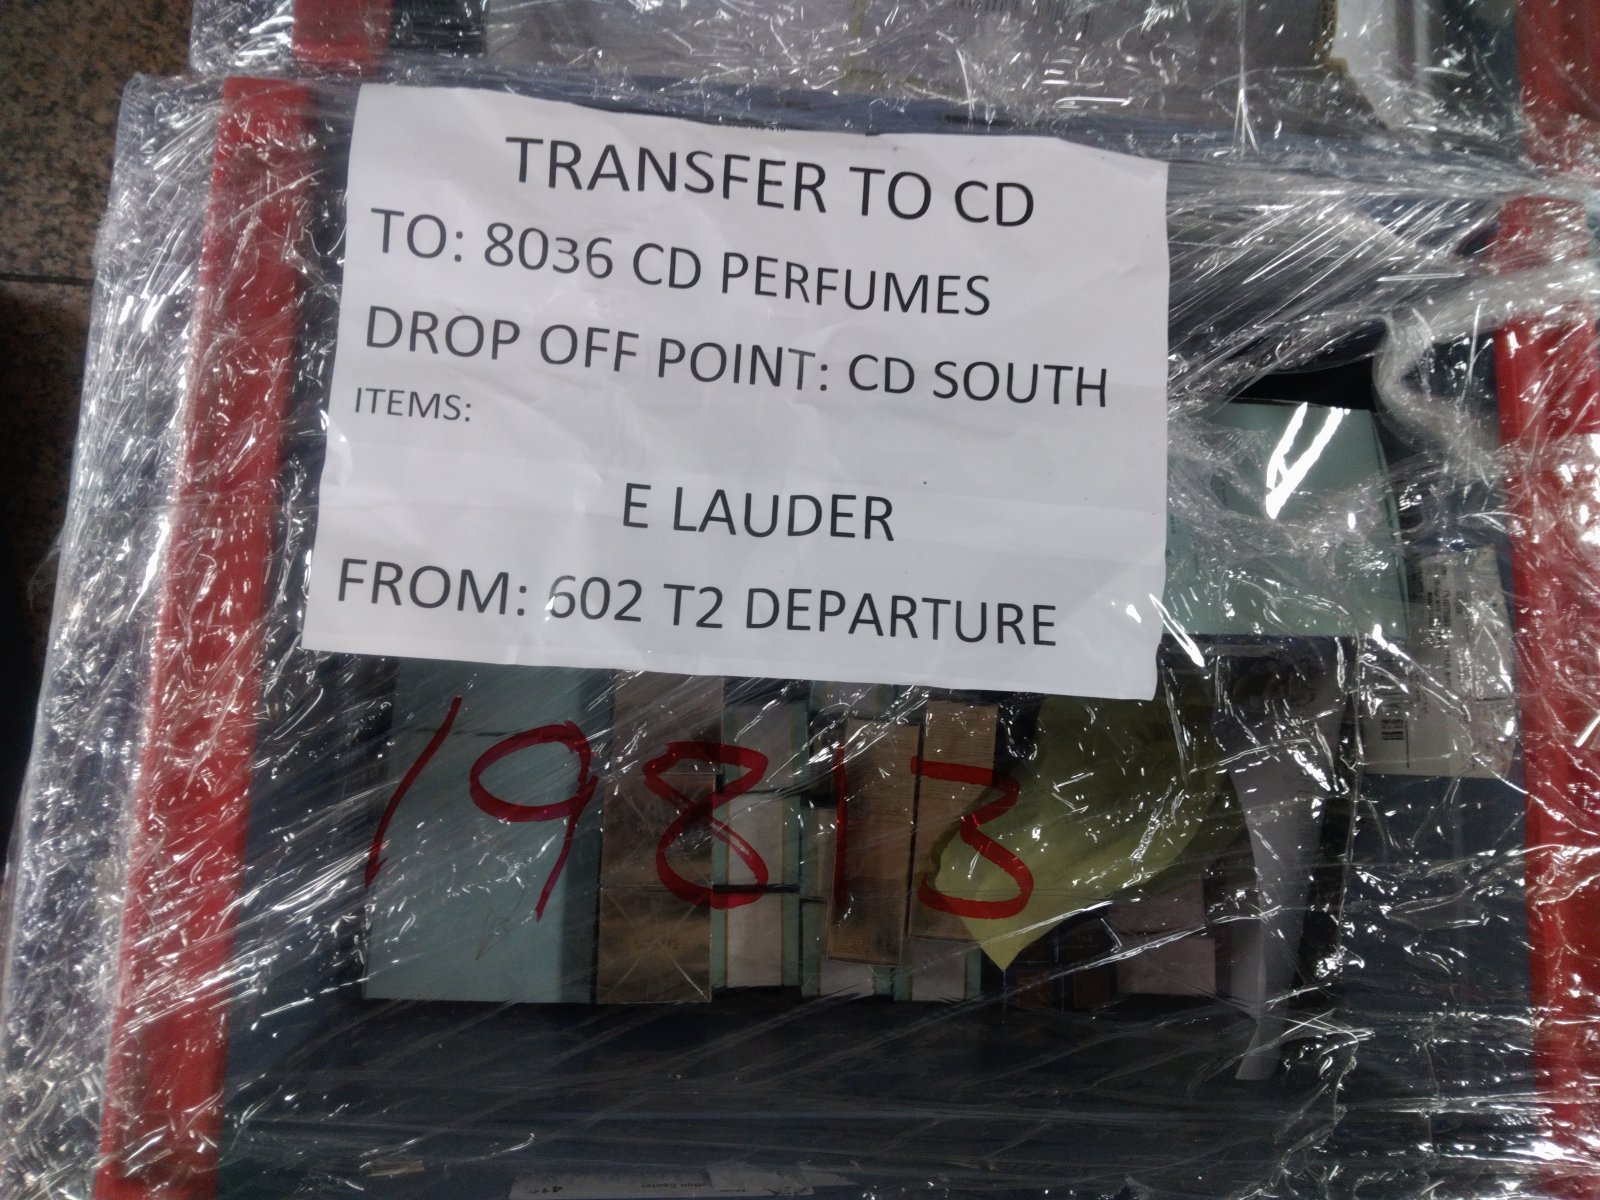 TRANSFER TO CD
TO: 8036 CD PERFUMES
DROP OFF POINT: CD SOUTH
ITEMS:
E LAUDER
FROM: 602 T2 DEPARTURE
19813